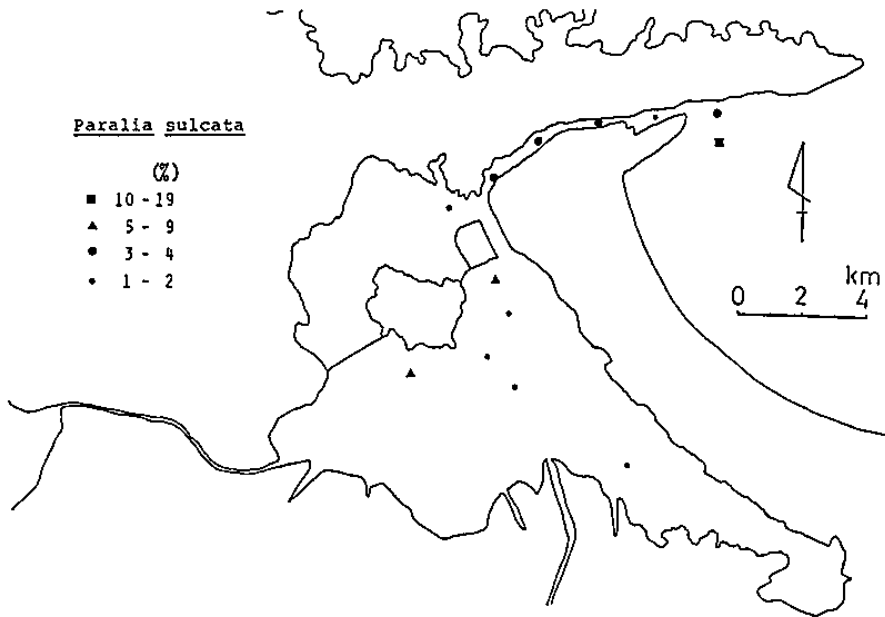 Paralia sulcata
(%)
■ 10 - 19
▲ 5 - 9
● 3 - 4
• 1 - 2
km
0 2 4